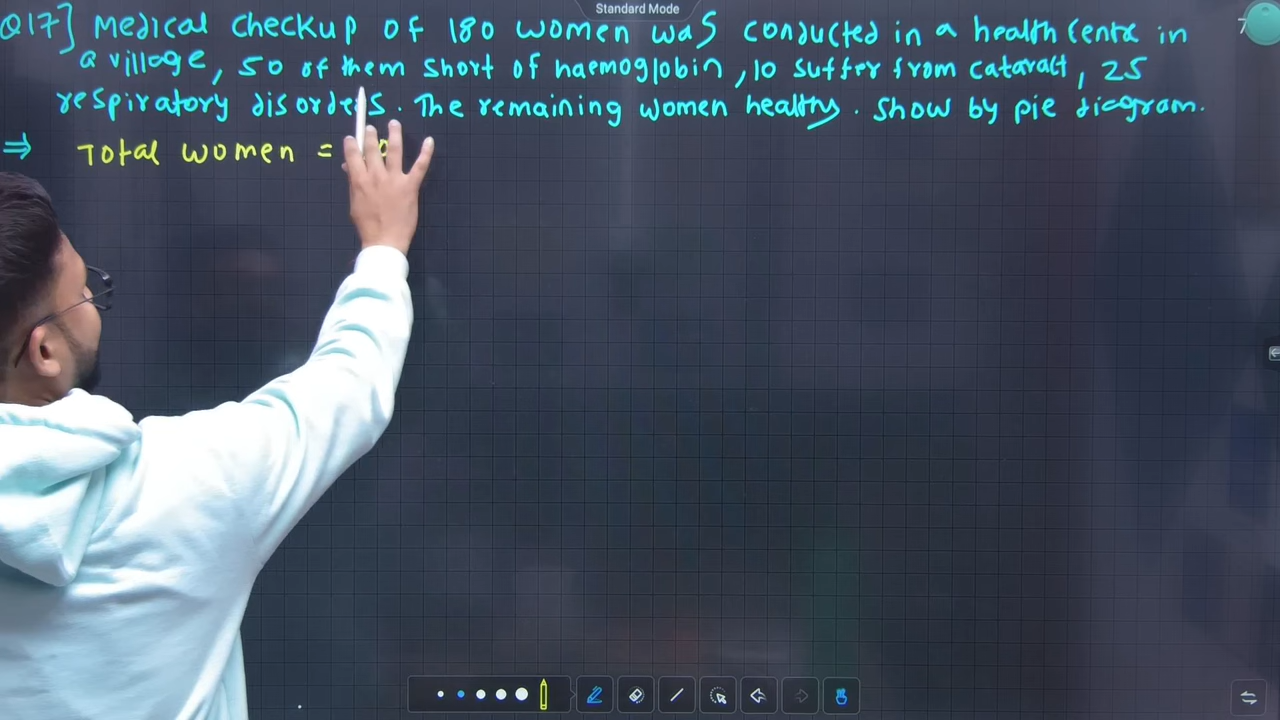 Standard Mode
Q17] Medical checkup of 180 women was conducted in a health centre in
a village, 50 of them short of haemoglobin, 10 suffer from cataract, 25
respiratory disorders. The remaining women healthy. Show by pie diagram.
⇒ Total women =